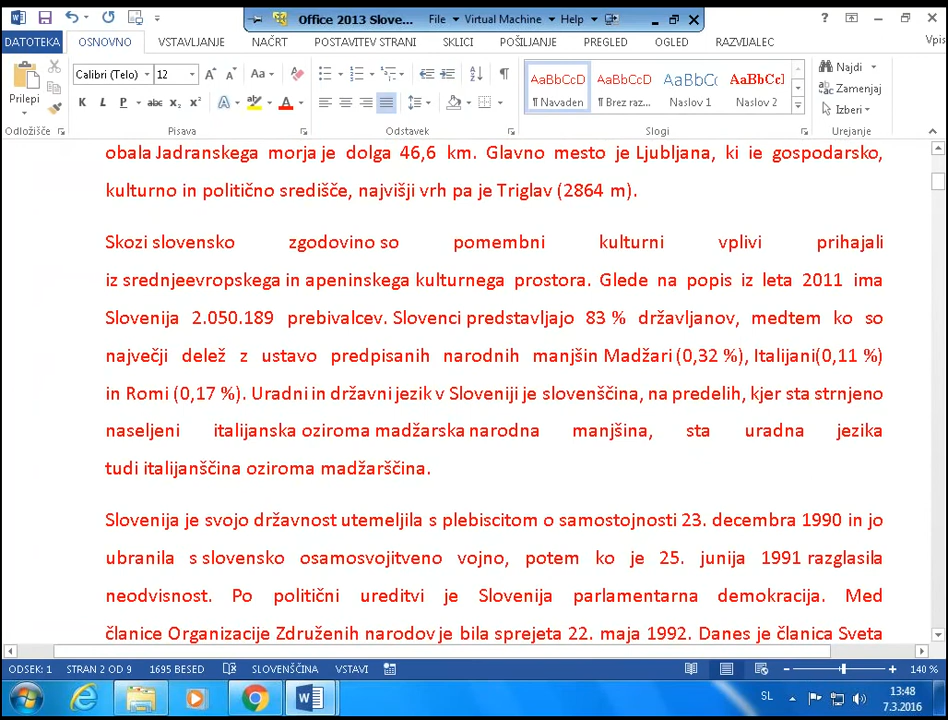 Office 2013 Slove... File Virtual Machine Help
DATOTEKA OSNOVNO VSTAVLJANJE NAČRT POSTAVITEV STRANI SKLICI POŠILJANJE PREGLED OGLED RAZVIJALEC Vpis
Prilepi
Calibri (Telo) 12 Aa
K L P abc x₂ x²
AaBbCcD AaBbCcD AaBbCc AaBbCc
¶ Navaden ¶ Brez raz... Naslov 1 Naslov 2
Najdi
Zamenjaj
Izberi
Odložišče Pisava Odstavek Slogi Urejanje
obala Jadranskega morja je dolga 46,6 km. Glavno mesto je Ljubljana, ki ie gospodarsko,
kulturno in politično središče, najvišji vrh pa je Triglav (2864 m).
Skozi slovensko zgodovino so pomembni kulturni vplivi prihajali
iz srednjeevropskega in apeninskega kulturnega prostora. Glede na popis iz leta 2011 ima
Slovenija 2.050.189 prebivalcev. Slovenci predstavljajo 83 % državljanov, medtem ko so
največji delež z ustavo predpisanih narodnih manjšin Madžari (0,32 %), Italijani(0,11 %)
in Romi (0,17 %). Uradni in državni jezik v Sloveniji je slovenščina, na predelih, kjer sta strnjeno
naseljeni italijanska oziroma madžarska narodna manjšina, sta uradna jezika
tudi italijanščina oziroma madžarščina.
Slovenija je svojo državnost utemeljila s plebiscitom o samostojnosti 23. decembra 1990 in jo
ubranila s slovensko osamosvojitveno vojno, potem ko je 25. junija 1991 razglasila
neodvisnost. Po politični ureditvi je Slovenija parlamentarna demokracija. Med
članice Organizacije Združenih narodov je bila sprejeta 22. maja 1992. Danes je članica Sveta
ODSEK: 1 STRAN 2 OD 9 1695 BESED SLOVENŠČINA VSTAVI 140 %
SL 13:48
7.3.2016